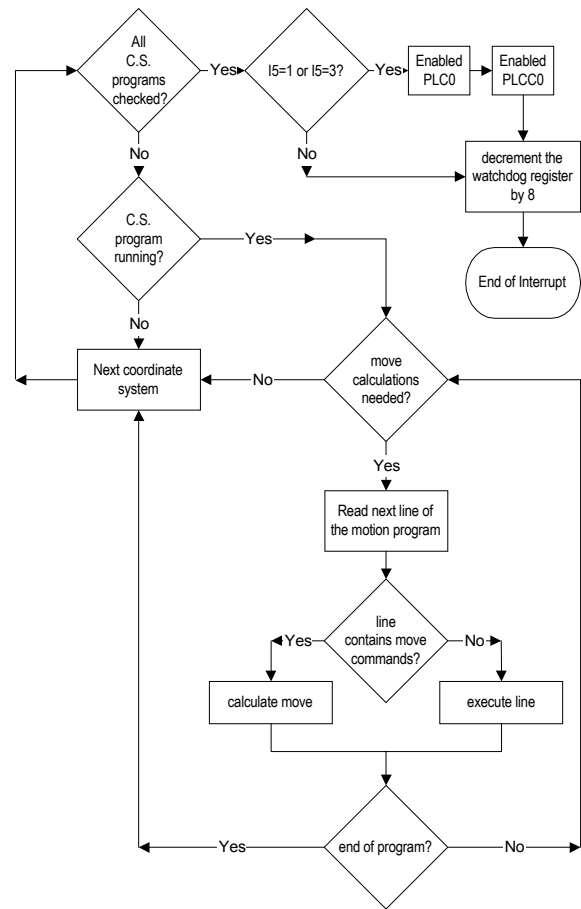 All
C.S.
programs
checked?
Yes
I5=1 or I5=3?
Yes
Enabled
PLC0
Enabled
PLCC0
No
No
decrement the
watchdog register
by 8
C.S.
program
running?
Yes
End of Interrupt
No
Next coordinate
system
No
move
calculations
needed?
Yes
Read next line of
the motion program
line
contains move
commands?
Yes
No
calculate move
execute line
end of program?
Yes
No